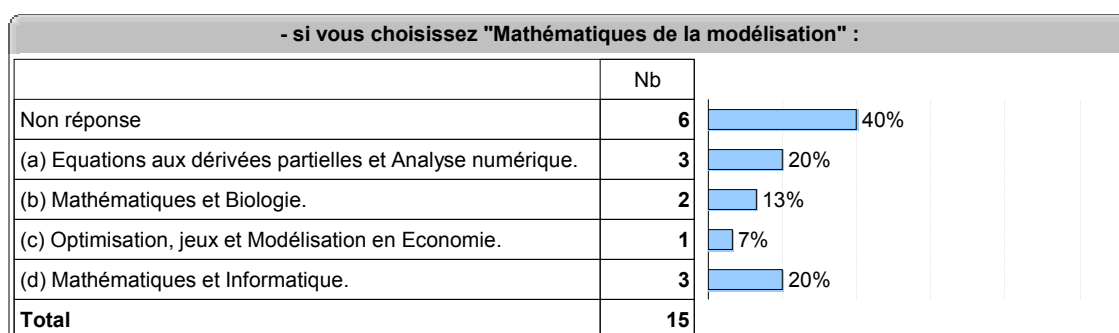 - si vous choisissez "Mathématiques de la modélisation" :
Nb
Non réponse 6 40%
(a) Equations aux dérivées partielles et Analyse numérique. 3 20%
(b) Mathématiques et Biologie. 2 13%
(c) Optimisation, jeux et Modélisation en Economie. 1 7%
(d) Mathématiques et Informatique. 3 20%
Total 15